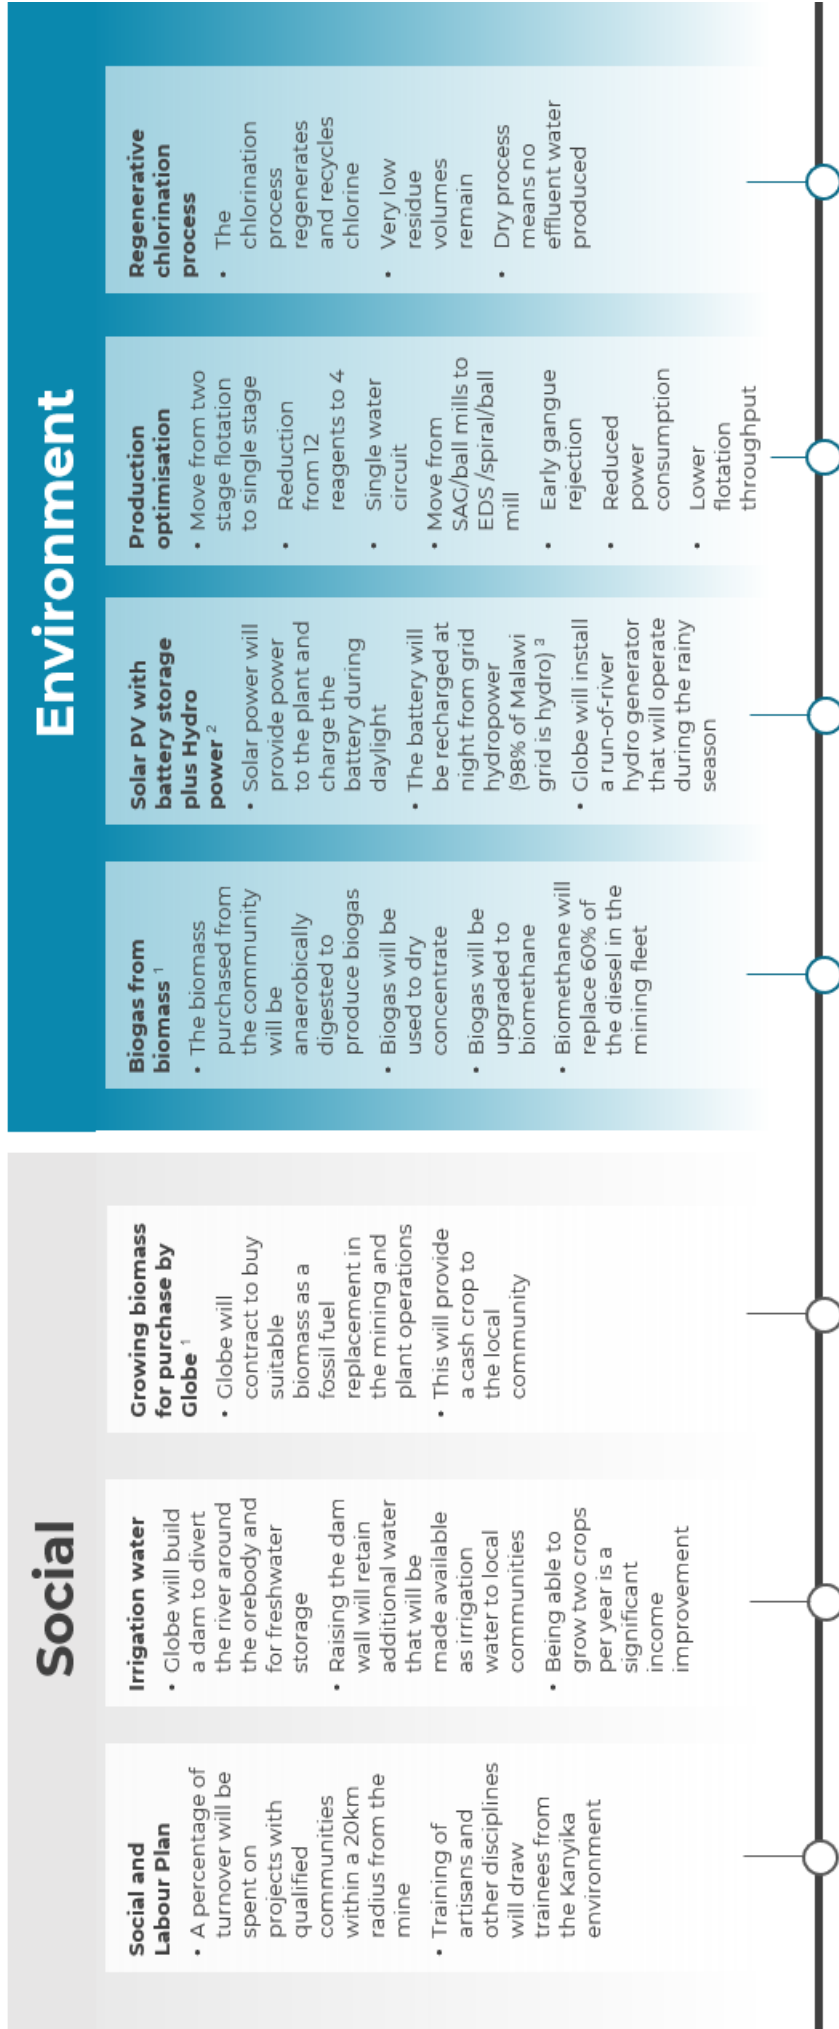 Social
Social and
Labour Plan
• A percentage of
turnover will be
spent on
projects with
qualified
communities
within a 20km
radius from the
mine
• Training of
artisans and
other disciplines
will draw
trainees from
the Kanyika
environment
Irrigation water
• Globe will build
a dam to divert
the river around
the orebody and
for freshwater
storage
• Raising the dam
wall will retain
additional water
that will be
made available
as irrigation
water to local
communities
• Being able to
grow two crops
per year is a
significant
income
improvement
Growing biomass
for purchase by
Globe ¹
• Globe will
contract to buy
suitable
biomass as a
fossil fuel
replacement in
the mining and
plant operations
• This will provide
a cash crop to
the local
community
Environment
Biogas from
biomass ¹
• The biomass
purchased from
the community
will be
anaerobically
digested to
produce biogas
• Biogas will be
used to dry
concentrate
• Biogas will be
upgraded to
biomethane
• Biomethane will
replace 60% of
the diesel in the
mining fleet
Solar PV with
battery storage
plus Hydro
power ²
• Solar power will
provide power
to the plant and
charge the
battery during
daylight
• The battery will
be recharged at
night from grid
hydropower
(98% of Malawi
grid is hydro) ³
• Globe will install
a run-of-river
hydro generator
that will operate
during the rainy
season
Production
optimisation
• Move from two
stage flotation
to single stage
• Reduction
from 12
reagents to 4
• Single water
circuit
• Move from
SAG/ball mills to
EDS /spiral/ball
mill
• Early gangue
rejection
• Reduced
power
consumption
• Lower
flotation
throughput
Regenerative
chlorination
process
• The
chlorination
process
regenerates
and recycles
chlorine
• Very low
residue
volumes
remain
• Dry process
means no
effluent water
produced